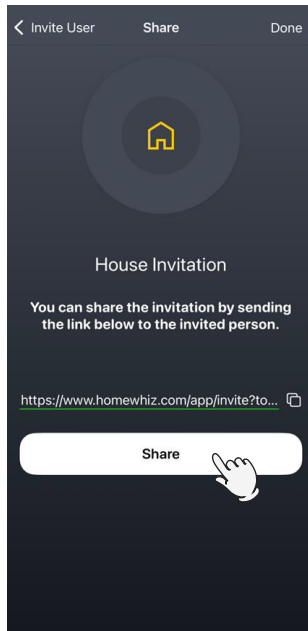 Invite User Share Done
House Invitation
You can share the invitation by sending
the link below to the invited person.
https://www.homewhiz.com/app/invite?to...
Share